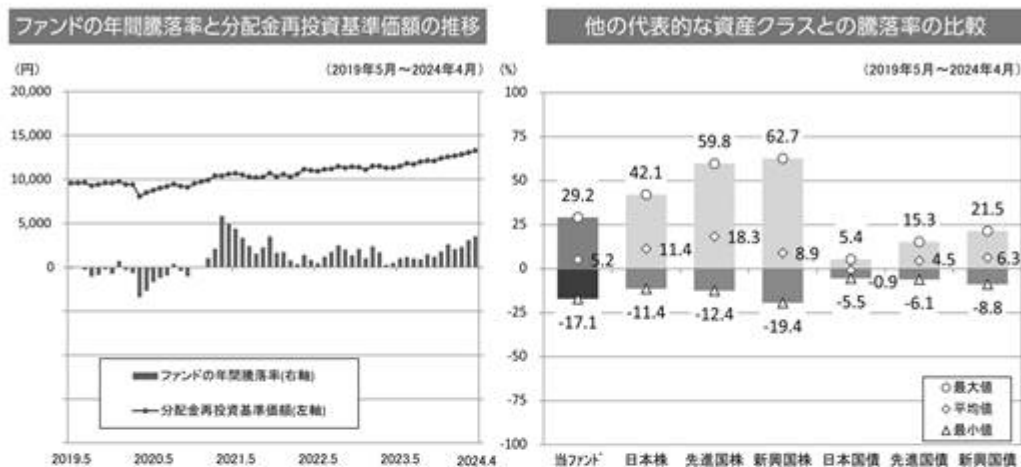 ファンドの年間騰落率と分配金再投資基準価額の推移
(円)
(2019年5月～2024年4月)
20,000
15,000
10,000
5,000
0
ファンドの年間騰落率(右軸)
分配金再投資基準価額(左軸)
2019.5 2020.5 2021.5 2022.5 2023.5 2024.4
他の代表的な資産クラスとの騰落率の比較
(%)
(2019年5月～2024年4月)
100
75
50
25
0
-25
-50
-75
-100
29.2 42.1 59.8 62.7 5.4 15.3 21.5
5.2 11.4 18.3 8.9 -0.9 4.5 6.3
-17.1 -11.4 -12.4 -19.4 -5.5 -6.1 -8.8
最大値
平均値
最小値
当ファンド 日本株 先進国株 新興国株 日本国債 先進国債 新興国債